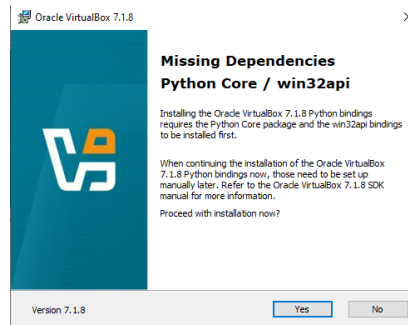 Oracle VirtualBox 7.1.8
Missing Dependencies
Python Core / win32api
Installing the Oracle VirtualBox 7.1.8 Python bindings
requires the Python Core package and the win32api bindings
to be installed first.
When continuing the installation of the Oracle VirtualBox
7.1.8 Python bindings now, those need to be set up
manually later. Refer to the Oracle VirtualBox 7.1.8 SDK
manual for more information.
Proceed with installation now?
Version 7.1.8
Yes
No